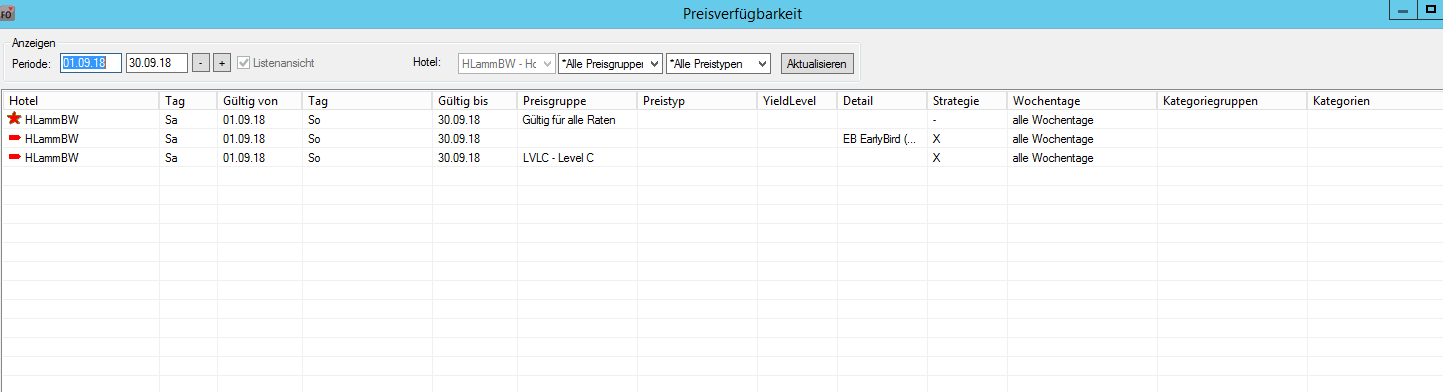 FO
Preisverfügbarkeit
Anzeigen
Periode: 01.09.18 30.09.18 - + Listenansicht Hotel: HLammBW - Ho *Alle Preisgruppen *Alle Preistypen Aktualisieren
Hotel Tag Gültig von Tag Gültig bis Preisgruppe Preistyp YieldLevel Detail Strategie Wochentage Kategoriegruppen Kategorien
HLammBW Sa 01.09.18 So 30.09.18 Gültig für alle Raten - alle Wochentage
HLammBW Sa 01.09.18 So 30.09.18 EB EarlyBird (... X alle Wochentage
HLammBW Sa 01.09.18 So 30.09.18 LVLC - Level C X alle Wochentage